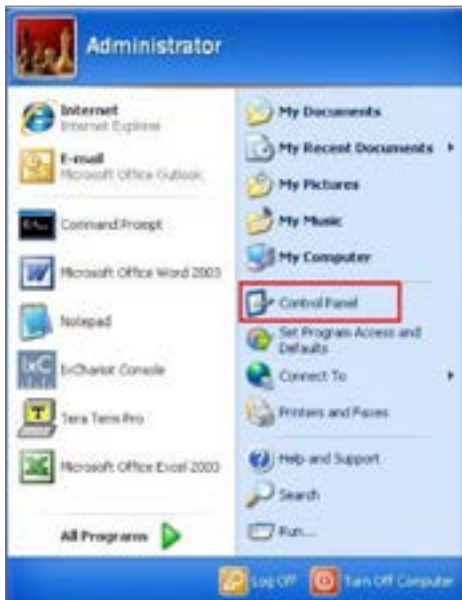 Administrator
Internet
Internet Explorer
E-mail
Microsoft Office Outlook
Command Prompt
Microsoft Office Word 2003
Notepad
IxChariot Console
Tera Term Pro
Microsoft Office Excel 2003
All Programs
My Documents
My Recent Documents
My Pictures
My Music
My Computer
Control Panel
Set Program Access and
Defaults
Connect To
Printers and Faxes
Help and Support
Search
Run...
Log Off
Turn Off Computer